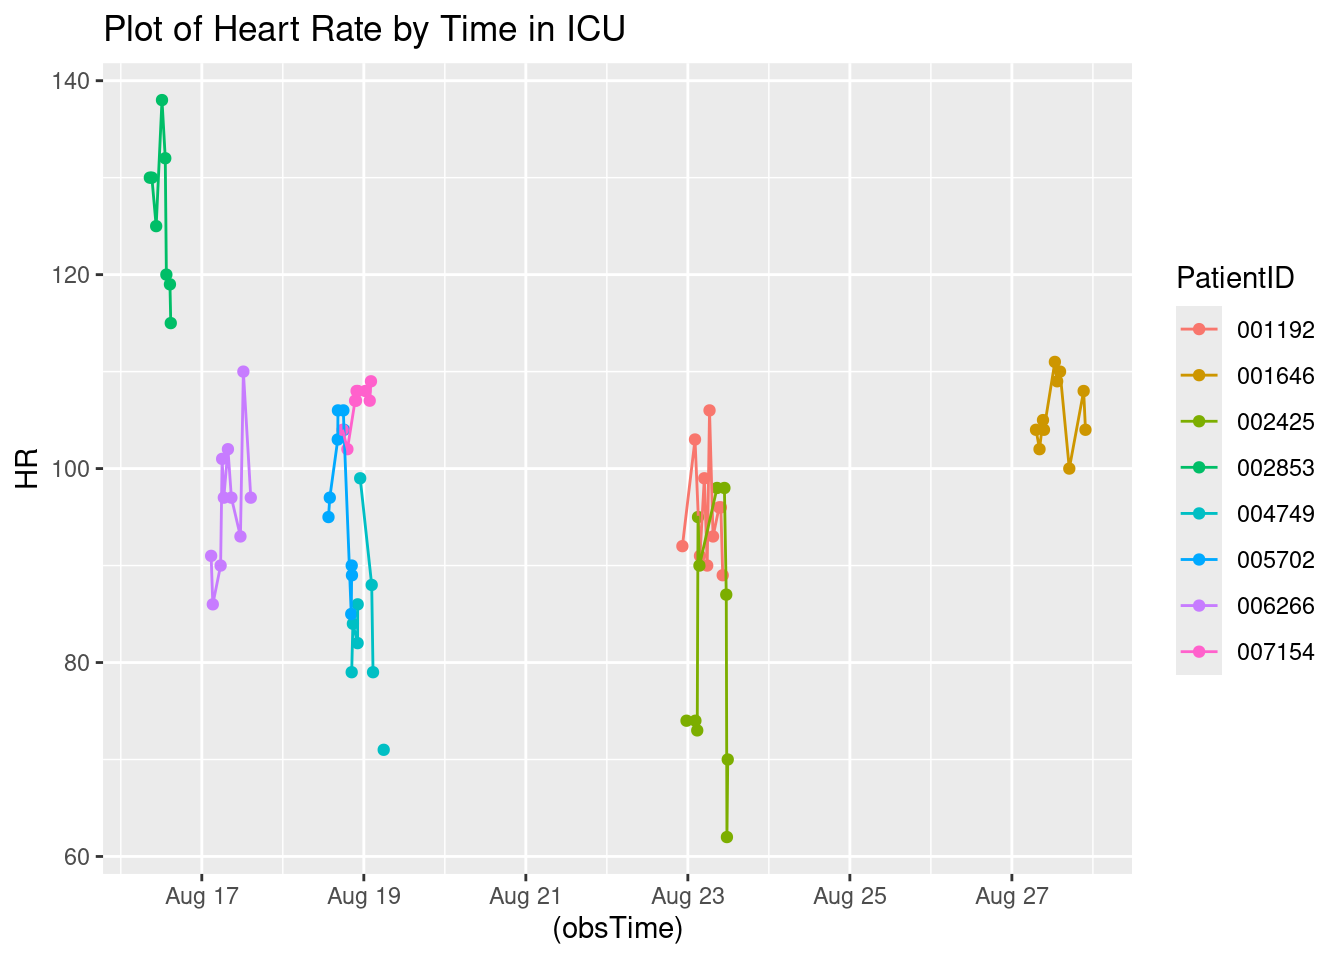 Plot of Heart Rate by Time in ICU
140
120
100
80
60
HR
Aug 17 Aug 19 Aug 21 Aug 23 Aug 25 Aug 27
(obsTime)
PatientID
001192
001646
002425
002853
004749
005702
006266
007154